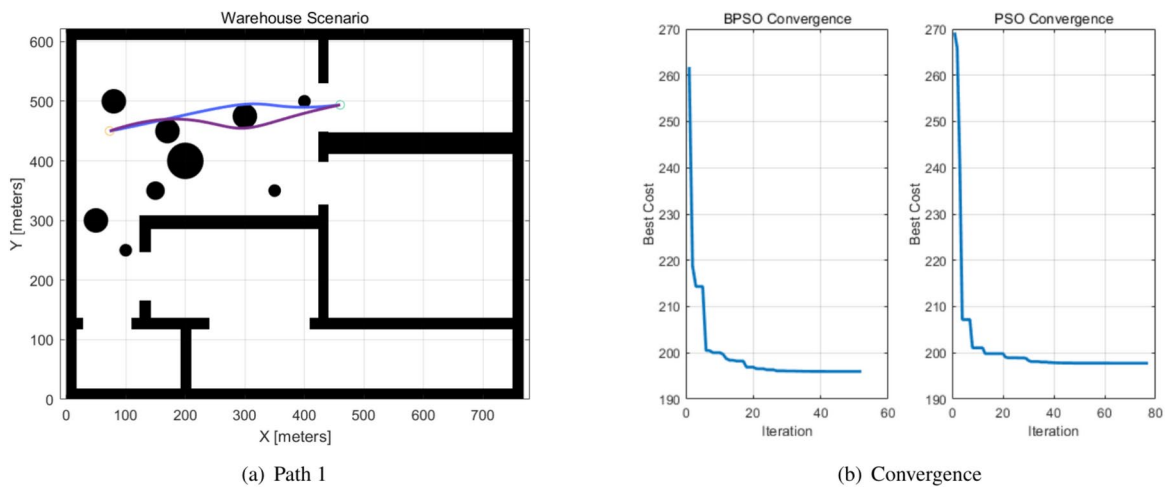 Warehouse Scenario
600
500
400
300
200
100
0
Y [meters]
0 100 200 300 400 500 600 700
X [meters]
(a) Path 1
BPSO Convergence
270
260
250
240
230
220
210
200
190
Best Cost
0 20 40 60
Iteration
PSO Convergence
270
260
250
240
230
220
210
200
190
Best Cost
0 20 40 60 80
Iteration
(b) Convergence